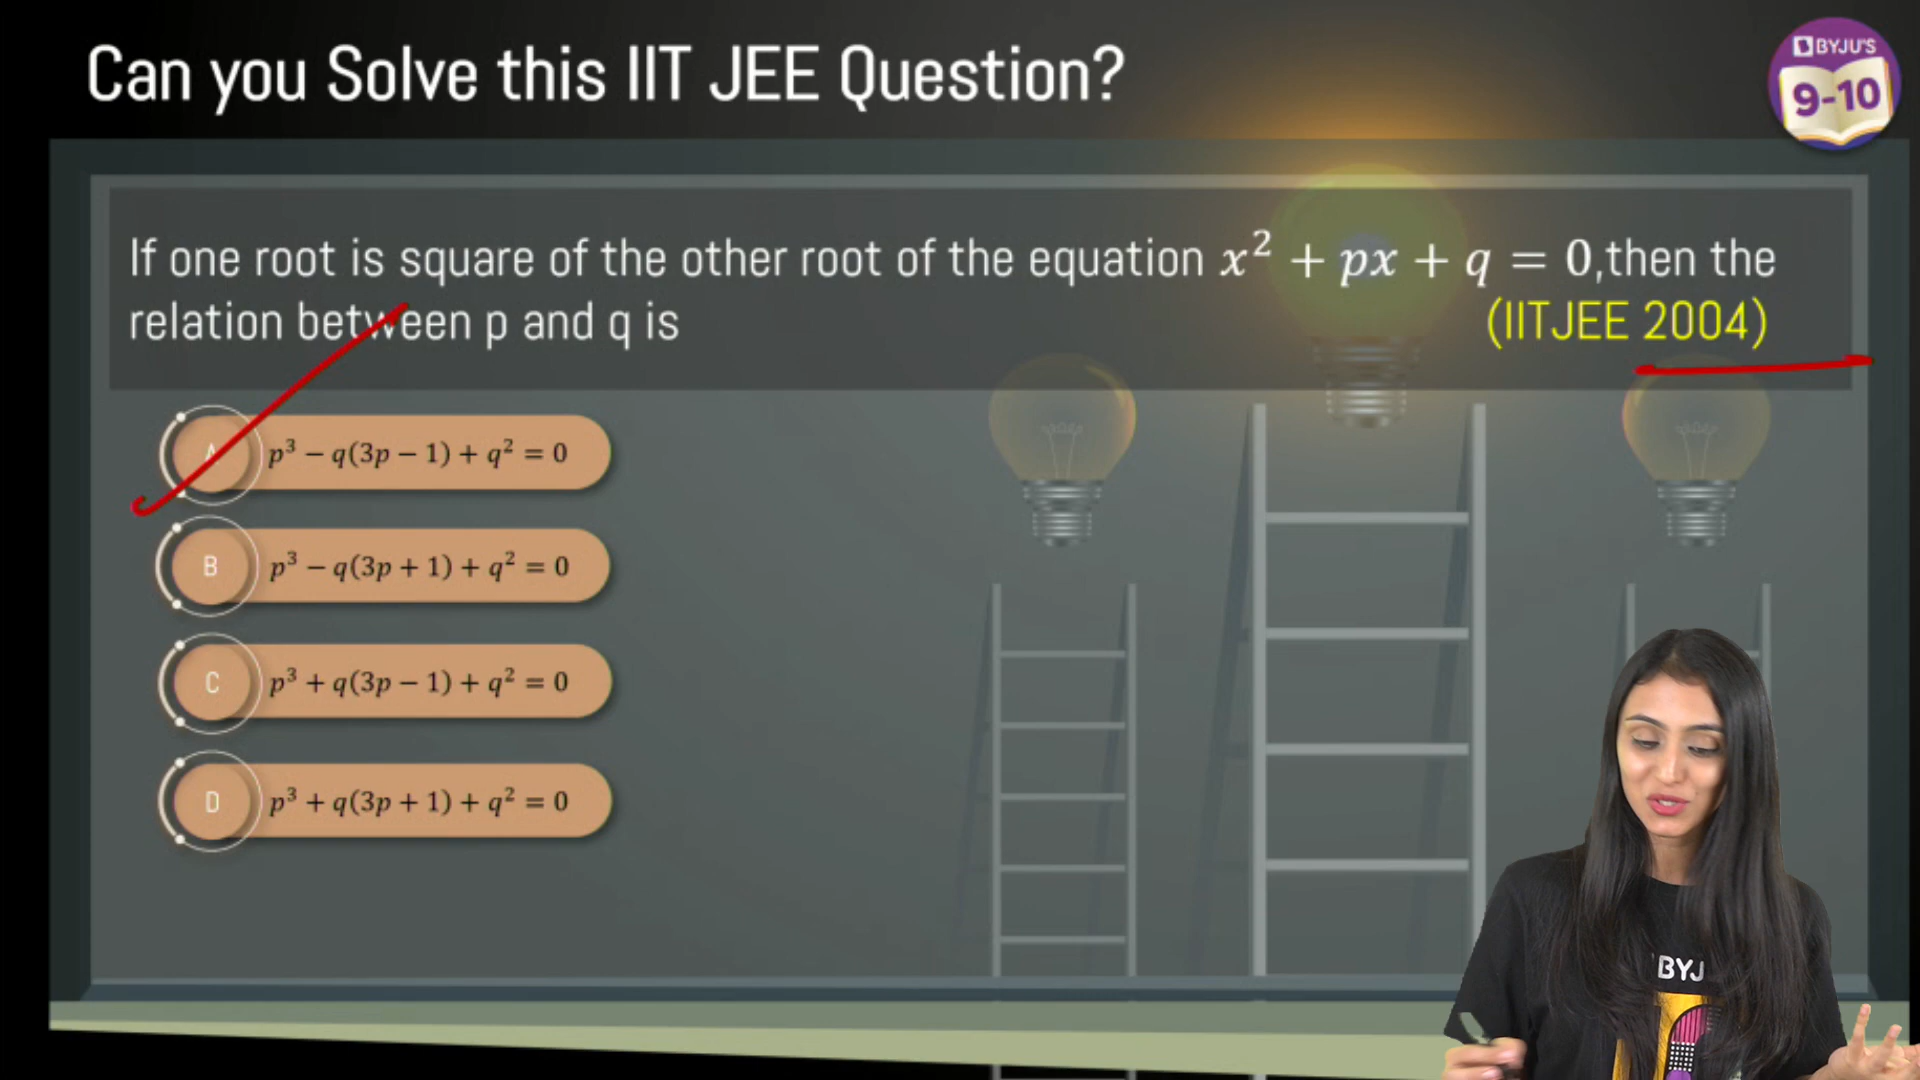 Can you Solve this IIT JEE Question?
BYJU'S
9-10
If one root is square of the other root of the equation x² + px + q = 0,then the
relation between p and q is
(IITJEE 2004)
A p³ − q(3p − 1) + q² = 0
B p³ − q(3p + 1) + q² = 0
C p³ + q(3p − 1) + q² = 0
D p³ + q(3p + 1) + q² = 0
BYJ